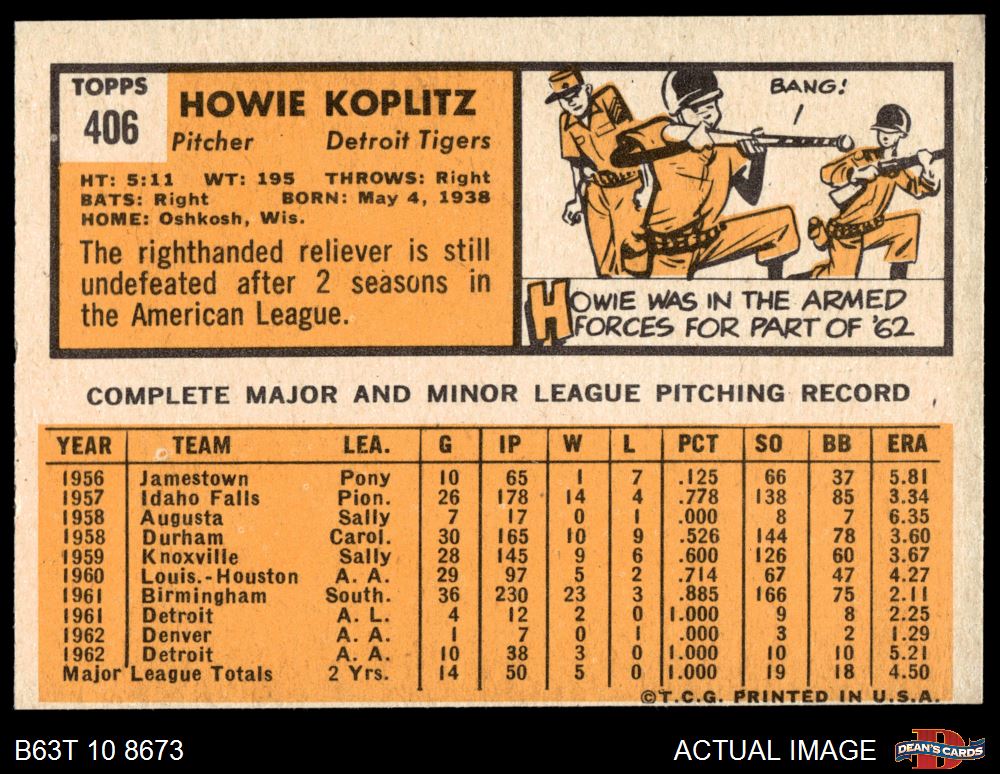 TOPPS
406
HOWIE KOPLITZ
Pitcher Detroit Tigers
HT: 5:11 WT: 195 THROWS: Right
BATS: Right BORN: May 4, 1938
HOME: Oshkosh, Wis.
The righthanded reliever is still
undefeated after 2 seasons in
the American League.
BANG!
HOWIE WAS IN THE ARMED
FORCES FOR PART OF '62
COMPLETE MAJOR AND MINOR LEAGUE PITCHING RECORD
YEAR TEAM LEA. G IP W L PCT SO BB ERA
1956 Jamestown Pony 10 65 1 7 .125 66 37 5.81
1957 Idaho Falls Pion. 26 178 14 4 .778 138 85 3.34
1958 Augusta Sally 7 17 0 1 .000 8 7 6.35
1958 Durham Carol. 30 165 10 9 .526 144 78 3.60
1959 Knoxville Sally 28 145 9 6 .600 126 60 3.67
1960 Louis.-Houston A. A. 29 97 5 2 .714 67 47 4.27
1961 Birmingham South. 36 230 23 3 .885 166 75 2.11
1961 Detroit A. L. 4 12 2 0 1.000 9 8 2.25
1962 Denver A. A. 1 7 0 1 .000 3 2 1.29
1962 Detroit A. A. 10 38 3 0 1.000 10 10 5.21
Major League Totals 2 Yrs. 14 50 5 0 1.000 19 18 4.50
©T.C.G. PRINTED IN U.S.A.
B63T 10 8673 ACTUAL IMAGE
DEAN'S CARDS